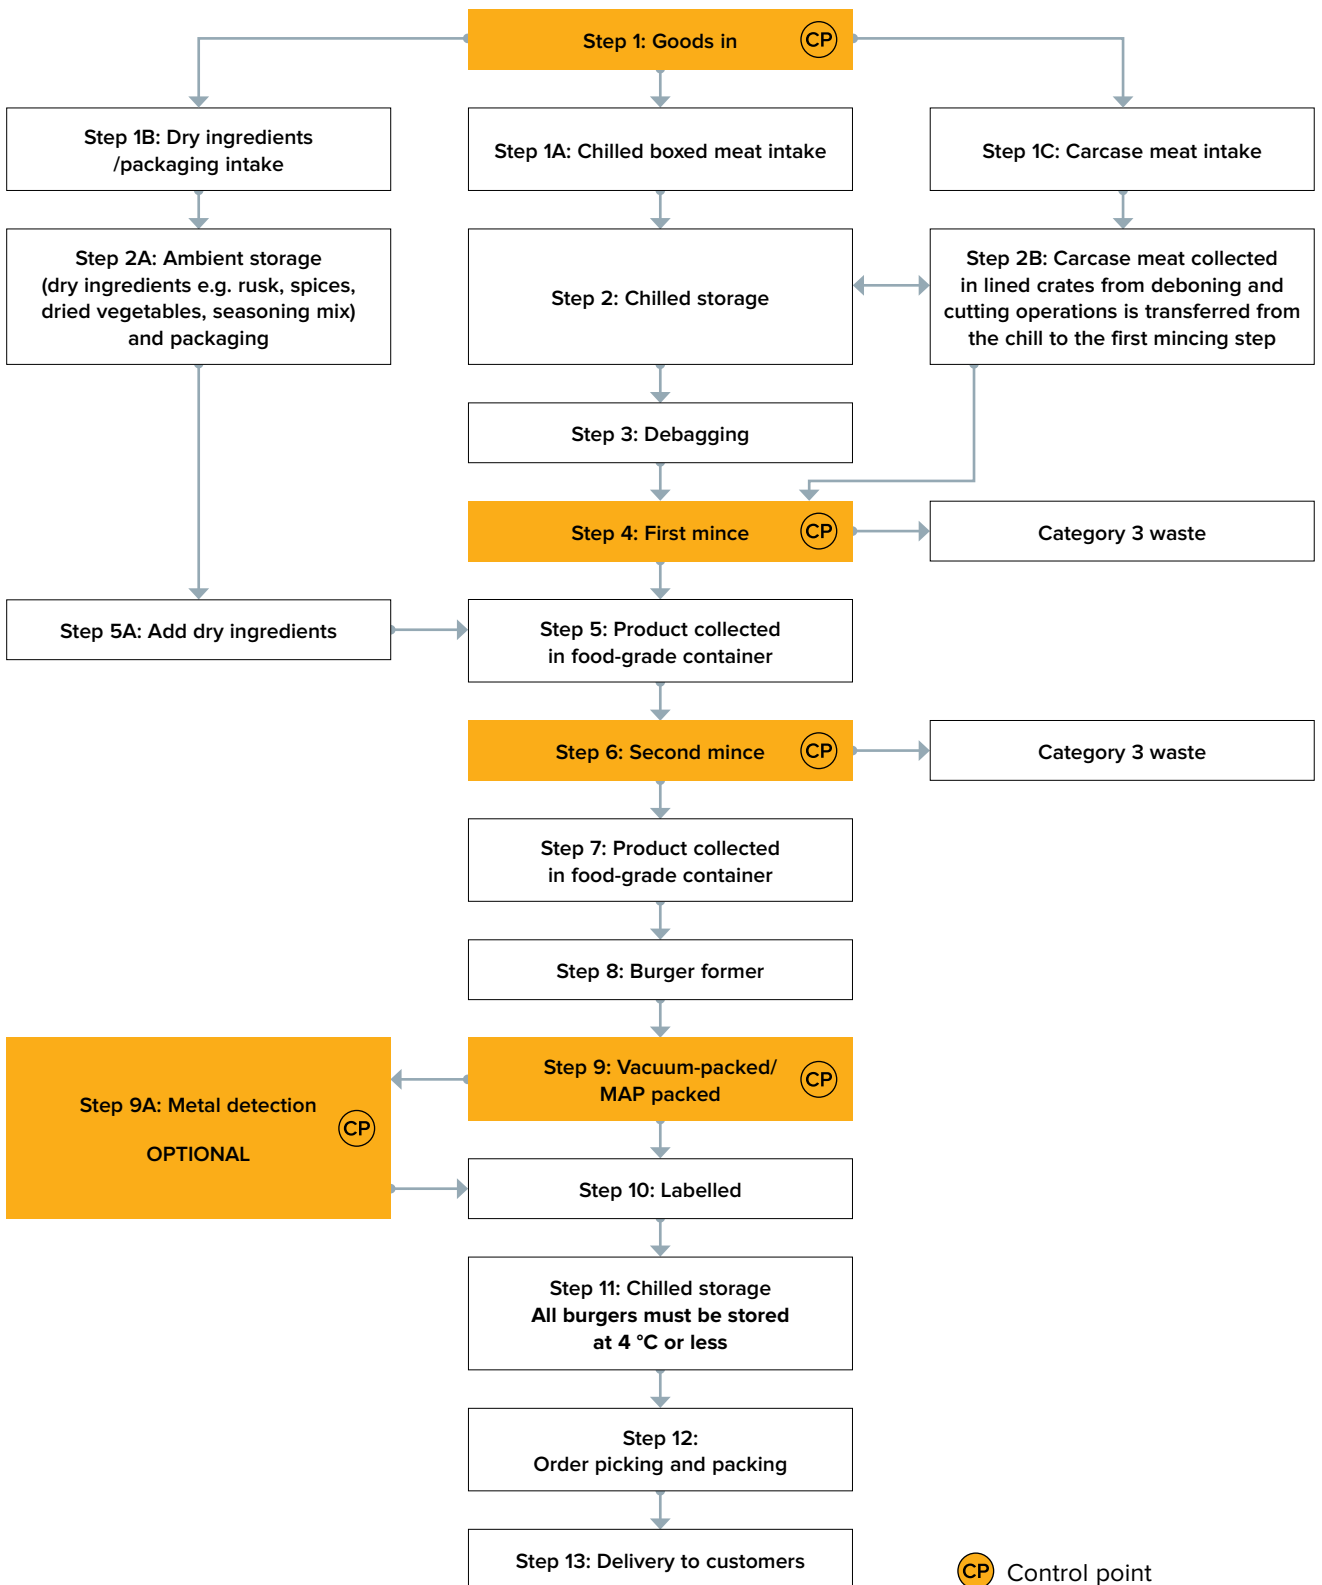 Step 1: Goods in
CP
Step 1B: Dry ingredients
/packaging intake
Step 1A: Chilled boxed meat intake
Step 1C: Carcase meat intake
Step 2A: Ambient storage
(dry ingredients e.g. rusk, spices,
dried vegetables, seasoning mix)
and packaging
Step 2: Chilled storage
Step 2B: Carcase meat collected
in lined crates from deboning and
cutting operations is transferred from
the chill to the first mincing step
Step 3: Debagging
Step 4: First mince
CP
Category 3 waste
Step 5A: Add dry ingredients
Step 5: Product collected
in food-grade container
Step 6: Second mince
CP
Category 3 waste
Step 7: Product collected
in food-grade container
Step 8: Burger former
Step 9: Vacuum-packed/
MAP packed
CP
Step 9A: Metal detection
OPTIONAL
CP
Step 10: Labelled
Step 11: Chilled storage
All burgers must be stored
at 4 °C or less
Step 12:
Order picking and packing
Step 13: Delivery to customers
CP Control point